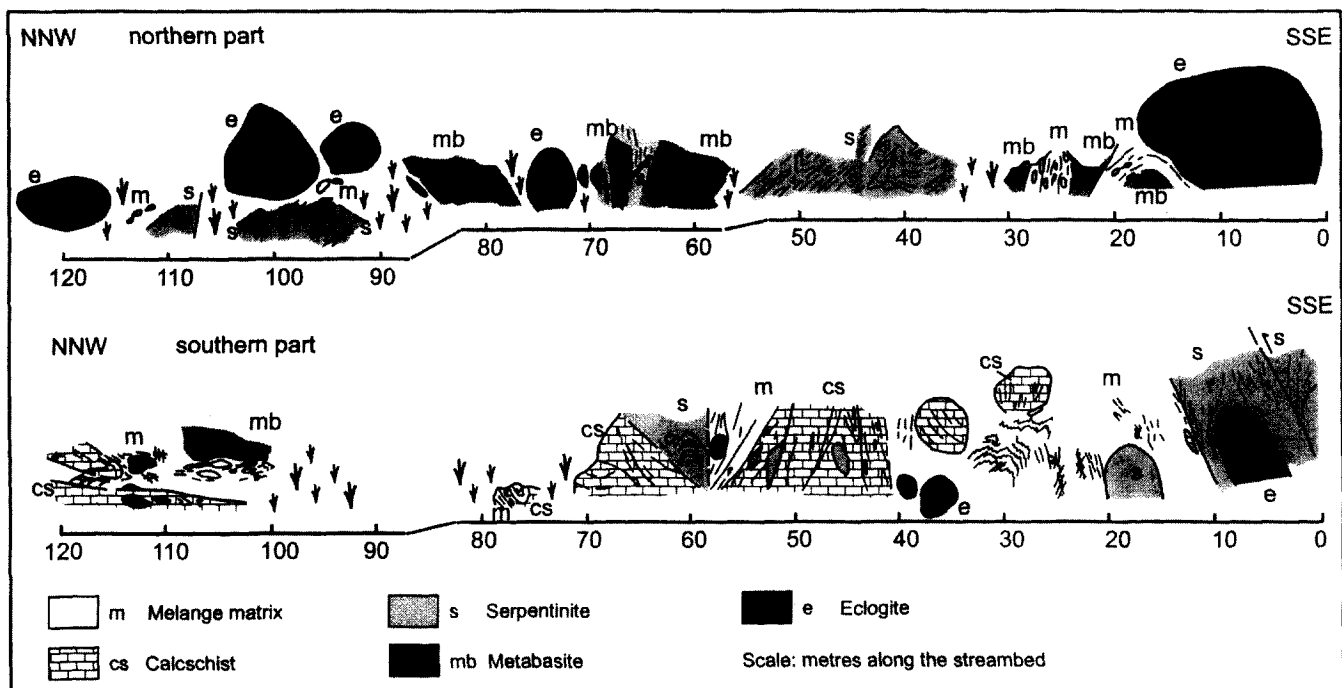 NNW northern part SSE
e
e e
mb e mb mb s mb m mb m
e m s m
s s mb
80 70 60 50 40 30 20 10 0
120 110 100 90
SSE
NNW southern part
s s
cs
m
m mb cs s m cs
cs m cs e e
80 70 60 50 40 30 20 10 0
120 110 100 90
m Melange matrix s Serpentinite e Eclogite
cs Calcschist mb Metabasite Scale: metres along the streambed